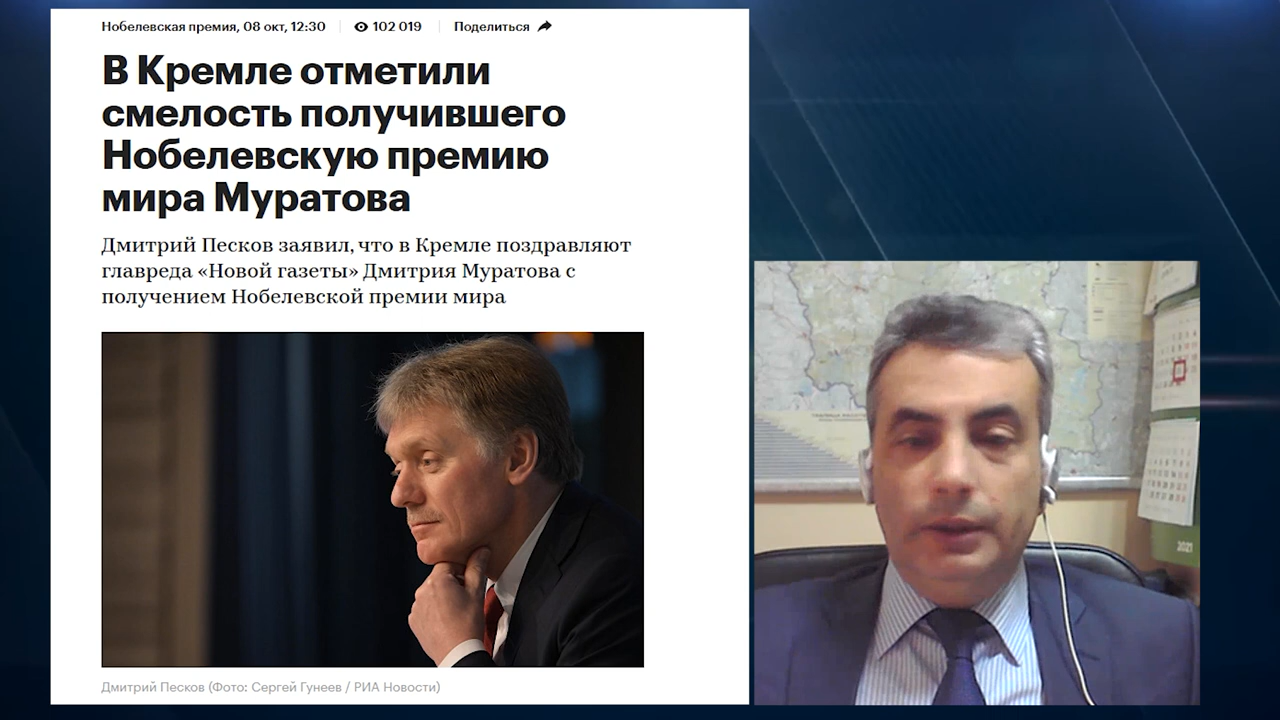 Нобелевская премия, 08 окт, 12:30 102 019 Поделиться
В Кремле отметили
смелость получившего
Нобелевскую премию
мира Муратова
Дмитрий Песков заявил, что в Кремле поздравляют
главреда «Новой газеты» Дмитрия Муратова с
получением Нобелевской премии мира
Дмитрий Песков (Фото: Сергей Гунеев / РИА Новости)
2021